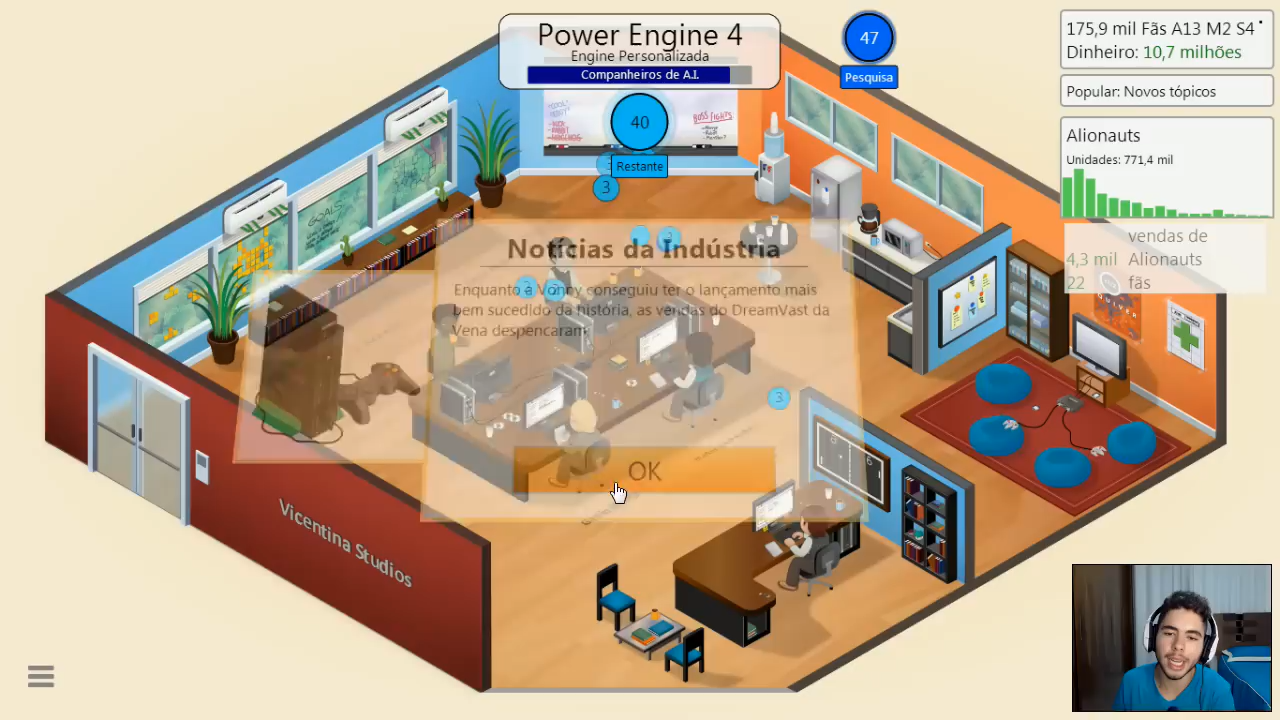 Power Engine 4
Engine Personalizada
Companheiros de A.I.
40
Restante
3
3
47
Pesquisa
175,9 mil Fãs A13 M2 S4
Dinheiro: 10,7 milhões
Popular: Novos tópicos
Alionauts
Unidades: 771,4 mil
vendas de
4,3 mil Alionauts
22 fãs
Notícias da Indústria
Enquanto a Vonny conseguiu ter o lançamento mais
bem sucedido da história, as vendas do DreamVast da
Vena despencaram
OK
GOALS
BOSS FIGHTS
Vicentina Studios